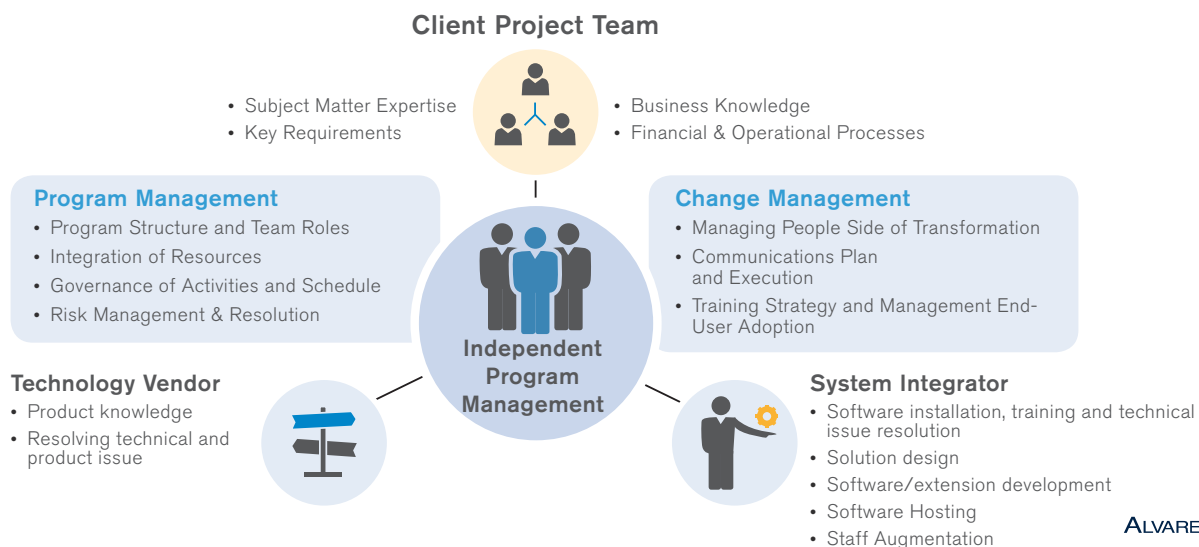 Client Project Team
• Subject Matter Expertise
• Key Requirements
• Business Knowledge
• Financial & Operational Processes
Program Management
• Program Structure and Team Roles
• Integration of Resources
• Governance of Activities and Schedule
• Risk Management & Resolution
Change Management
• Managing People Side of Transformation
• Communications Plan
and Execution
• Training Strategy and Management End-
User Adoption
Independent
Program
Management
Technology Vendor
• Product knowledge
• Resolving technical and
product issue
System Integrator
• Software installation, training and technical
issue resolution
• Solution design
• Software/extension development
• Software Hosting
• Staff Augmentation
ALVARE